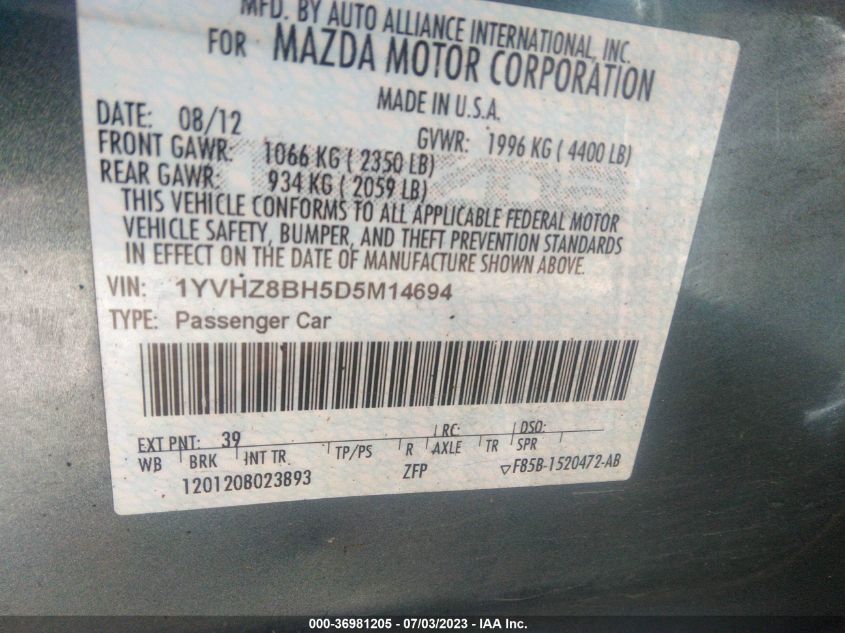 MFD. BY AUTO ALLIANCE INTERNATIONAL, INC.
FOR MAZDA MOTOR CORPORATION
MADE IN U.S.A.
DATE: 08/12 GVWR: 1996 KG ( 4400 LB)
FRONT GAWR: 1066 KG ( 2350 LB)
REAR GAWR: 934 KG ( 2059 LB)
THIS VEHICLE CONFORMS TO ALL APPLICABLE FEDERAL MOTOR
VEHICLE SAFETY, BUMPER, AND THEFT PREVENTION STANDARDS
IN EFFECT ON THE DATE OF MANUFACTURE SHOWN ABOVE.
VIN: 1YVHZ8BH5D5M14694
TYPE: Passenger Car
EXT PNT: 39 RC: DSO:
WB BRK INT TR TP/PS R AXLE TR SPR
1201208023893 ZFP ▽F85B-1520472-AB
000-36981205 - 07/03/2023 - IAA Inc.